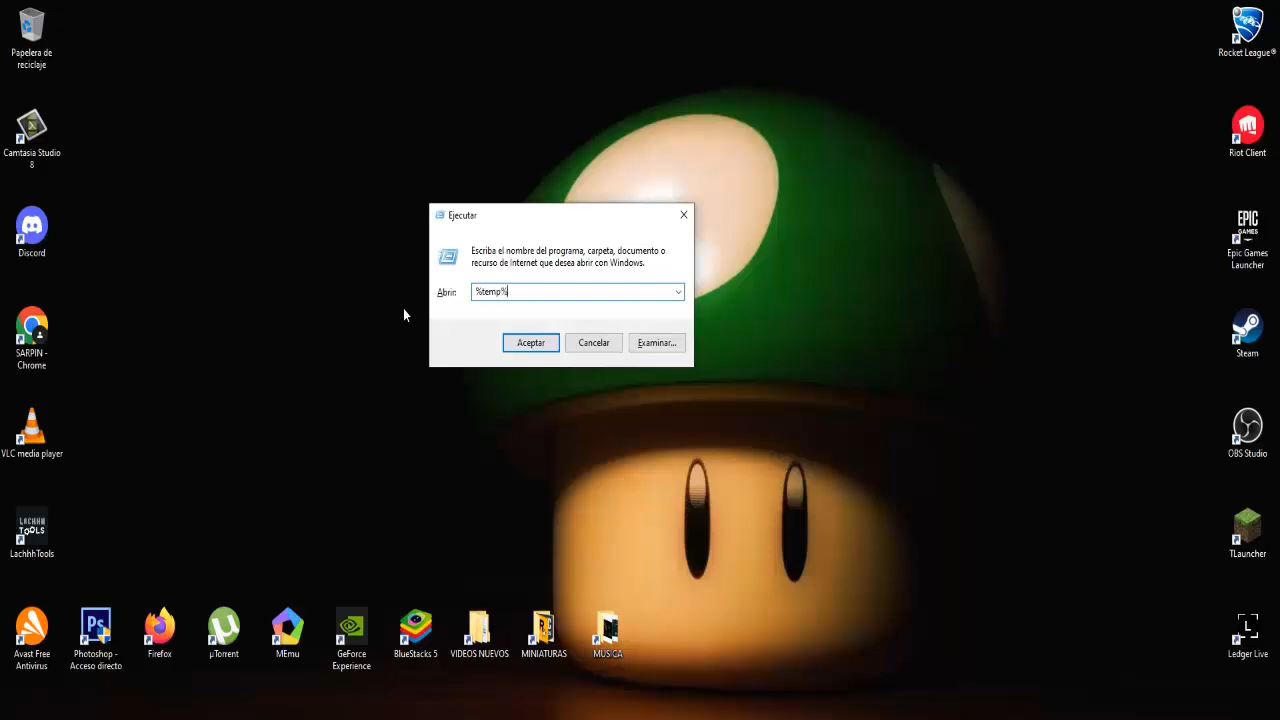 Papelera de
reciclaje
Camtasia Studio
8
Discord
SARPIN -
Chrome
VLC media player
LACHHH
TOOLS
LachhhTools
Ejecutar
Escriba el nombre del programa, carpeta, documento o
recurso de Internet que desea abrir con Windows.
Abrir:
%temp%
Aceptar
Cancelar
Examinar...
Rocket League®
Riot Client
EPIC
GAMES
Epic Games
Launcher
Steam
OBS Studio
TLauncher
L
Ledger Live
Avast Free
Antivirus
Ps
Photoshop -
Acceso directo
Firefox
µTorrent
MEmu
GeForce
Experience
BlueStacks 5
VIDEOS NUEVOS
MINIATURAS
MUSICA